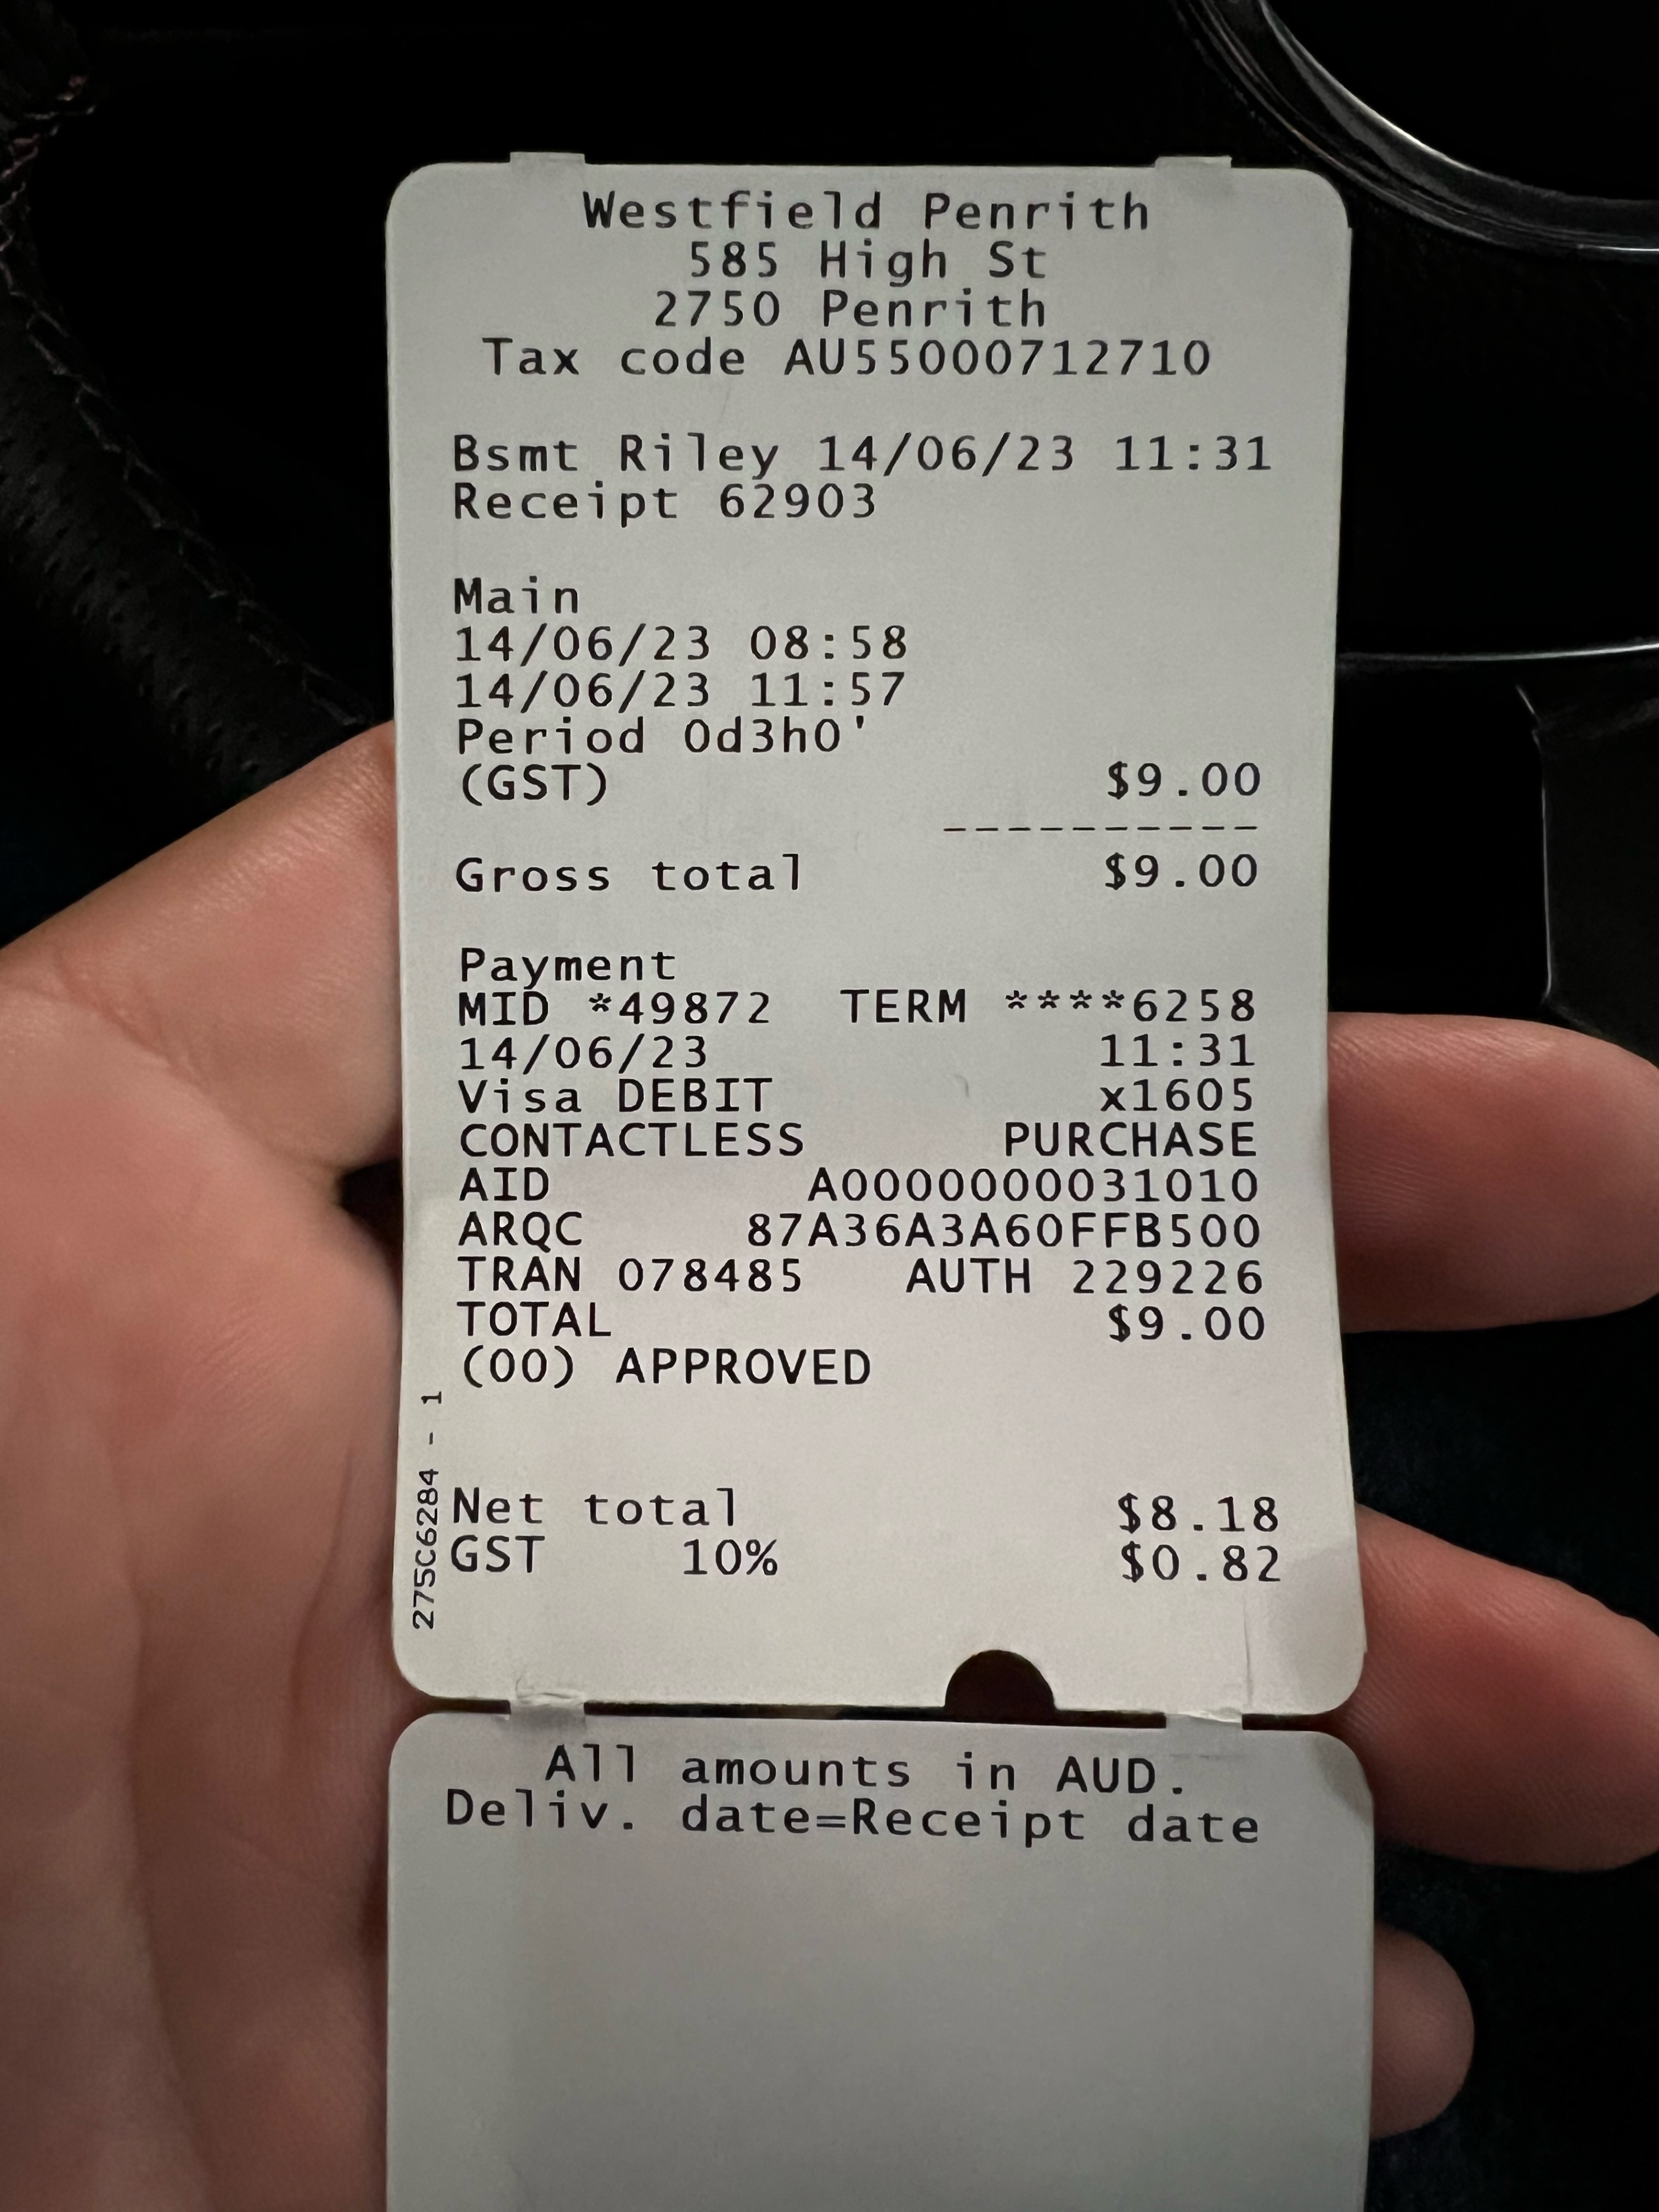 Westfield Penrith
585 High St
2750 Penrith
Tax code AU55000712710
Bsmt Riley 14/06/23 11:31
Receipt 62903
Main
14/06/23 08:58
14/06/23 11:57
Period 0d3h0'
(GST) $9.00
----------
Gross total $9.00
Payment
MID *49872 TERM ****6258
14/06/23 11:31
Visa DEBIT x1605
CONTACTLESS PURCHASE
AID A0000000031010
ARQC 87A36A3A60FFB500
TRAN 078485 AUTH 229226
TOTAL $9.00
(00) APPROVED
275C6284 - 1
Net total $8.18
GST 10% $0.82
All amounts in AUD.
Deliv. date=Receipt date